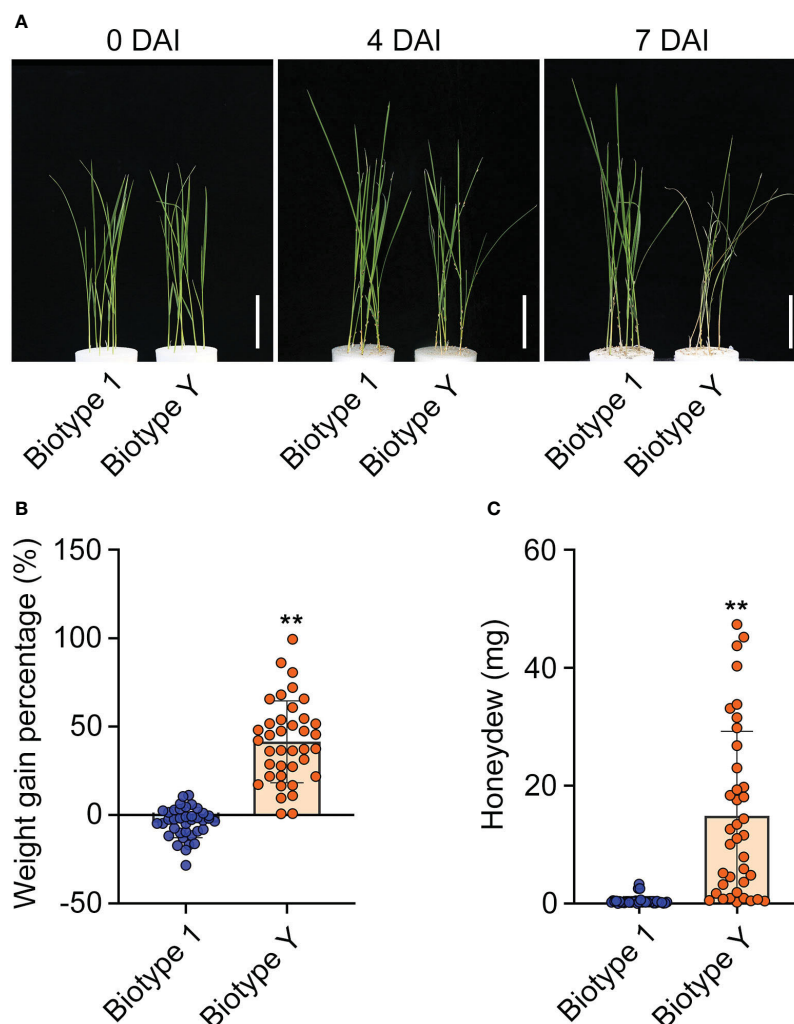 A
0 DAI 4 DAI 7 DAI
Biotype 1 Biotype Y Biotype 1 Biotype Y Biotype 1 Biotype Y
B
Weight gain percentage (%)
150
100
50
0
-50
**
Biotype 1 Biotype Y
C
Honeydew (mg)
60
40
20
0
**
Biotype 1 Biotype Y